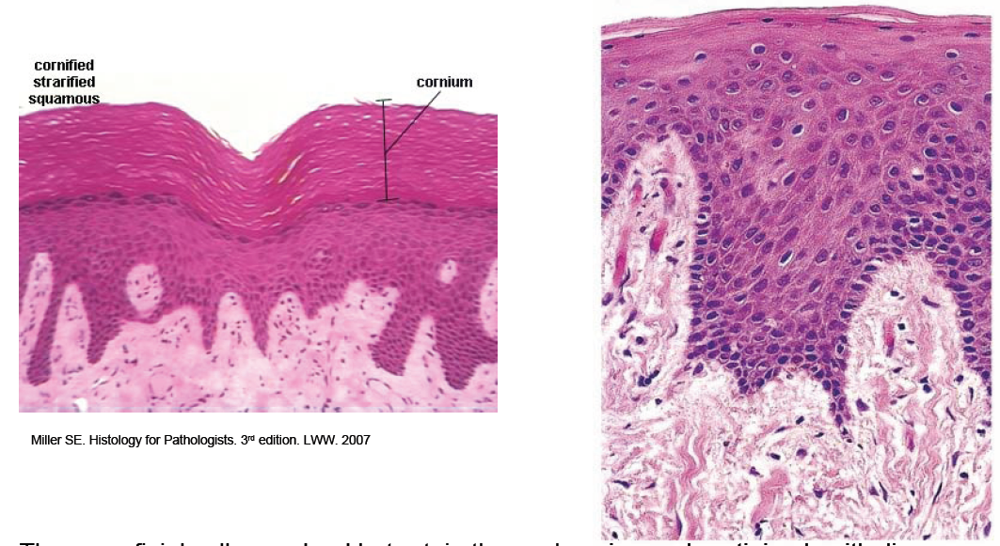 cornified
strarified
squamous
cornium
Miller SE. Histology for Pathologists. 3rd edition. LWW. 2007